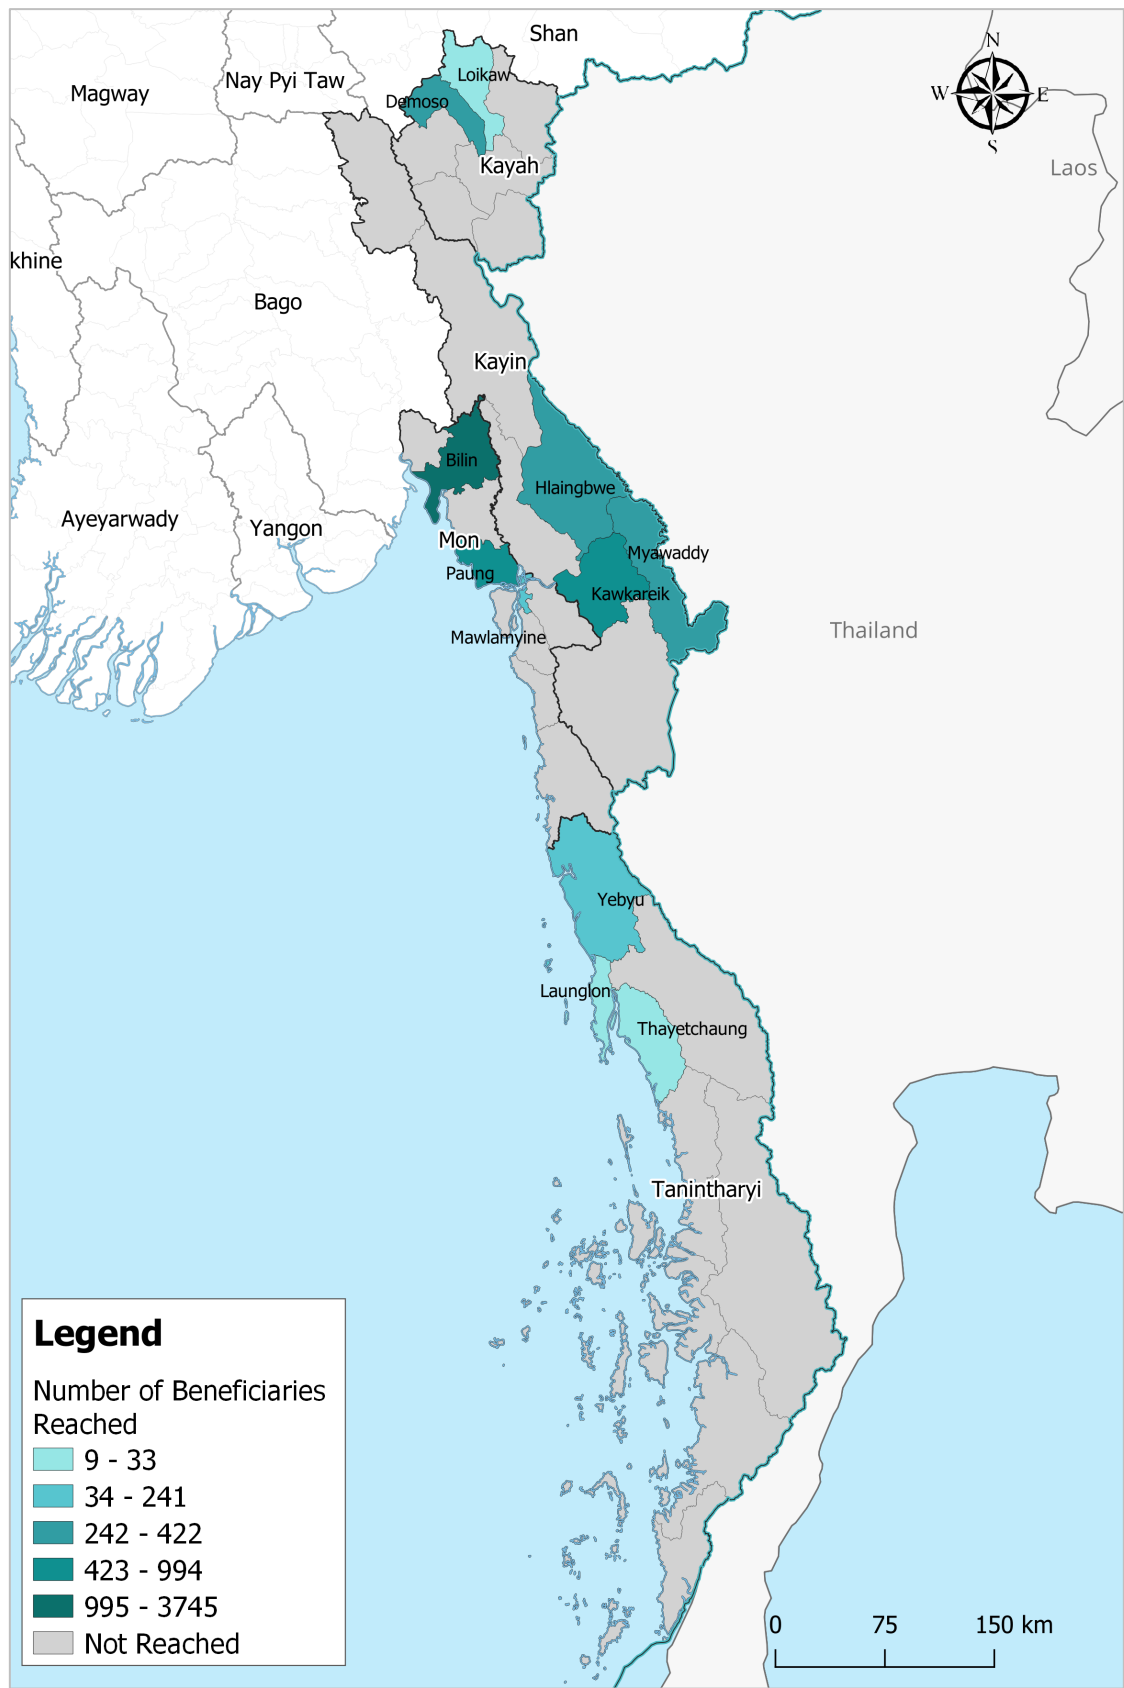 Shan
N
Loikaw
Nay Pyi Taw
Magway
W
E
Demoso
S
Kayah
Laos
khine
Bago
Kayin
Bilin
Hlaingbwe
Ayeyarwady
Yangon
Mon
Myawaddy
Paung
Kawkareik
Thailand
Mawlamyine
Yebyu
Launglon
Thayetchaung
Tanintharyi
Legend
Number of Beneficiaries
Reached
9 - 33
34 - 241
242 - 422
423 - 994
995 - 3745
Not Reached
0 75 150 km